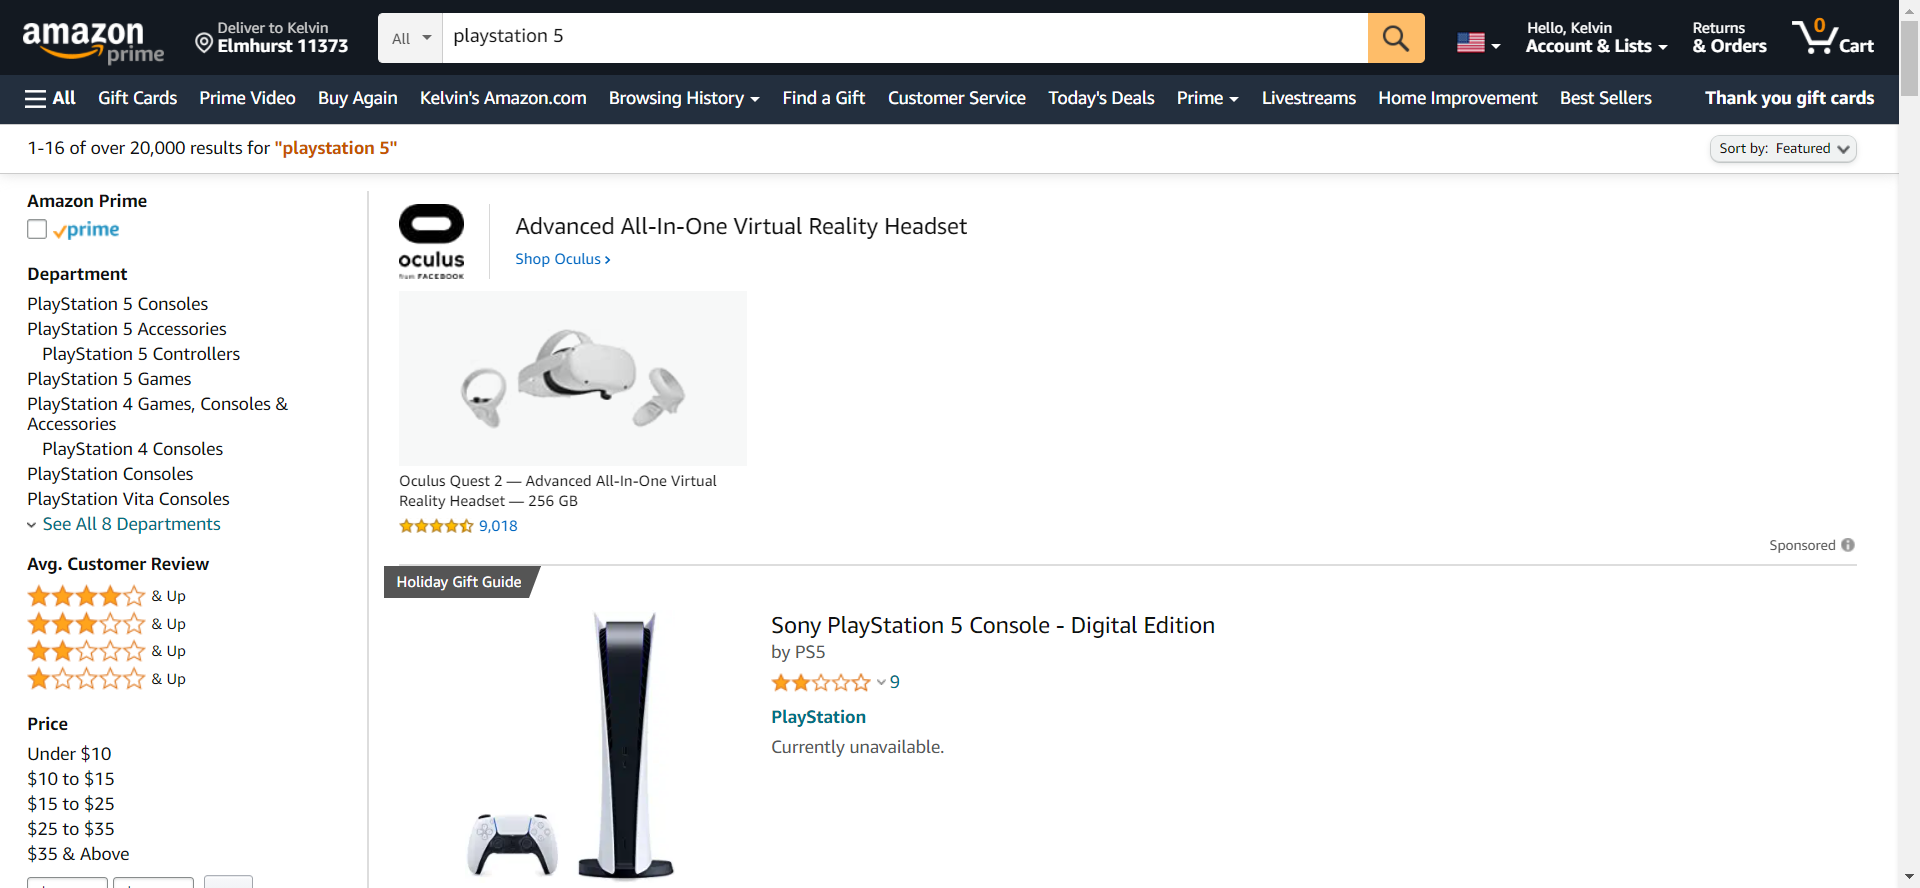 amazon
prime
Deliver to Kelvin
Elmhurst 11373
All
playstation 5
Hello, Kelvin
Account & Lists
Returns
& Orders
0
Cart
All
Gift Cards
Prime Video
Buy Again
Kelvin's Amazon.com
Browsing History
Find a Gift
Customer Service
Today's Deals
Prime
Livestreams
Home Improvement
Best Sellers
Thank you gift cards
1-16 of over 20,000 results for "playstation 5"
Sort by: Featured
Amazon Prime
prime
Department
PlayStation 5 Consoles
PlayStation 5 Accessories
PlayStation 5 Controllers
PlayStation 5 Games
PlayStation 4 Games, Consoles &
Accessories
PlayStation 4 Consoles
PlayStation Consoles
PlayStation Vita Consoles
See All 8 Departments
Avg. Customer Review
& Up
& Up
& Up
& Up
Price
Under $10
$10 to $15
$15 to $25
$25 to $35
$35 & Above
oculus
from FACEBOOK
Advanced All-In-One Virtual Reality Headset
Shop Oculus ›
Oculus Quest 2 — Advanced All-In-One Virtual
Reality Headset — 256 GB
9,018
Sponsored
Holiday Gift Guide
Sony PlayStation 5 Console - Digital Edition
by PS5
9
PlayStation
Currently unavailable.